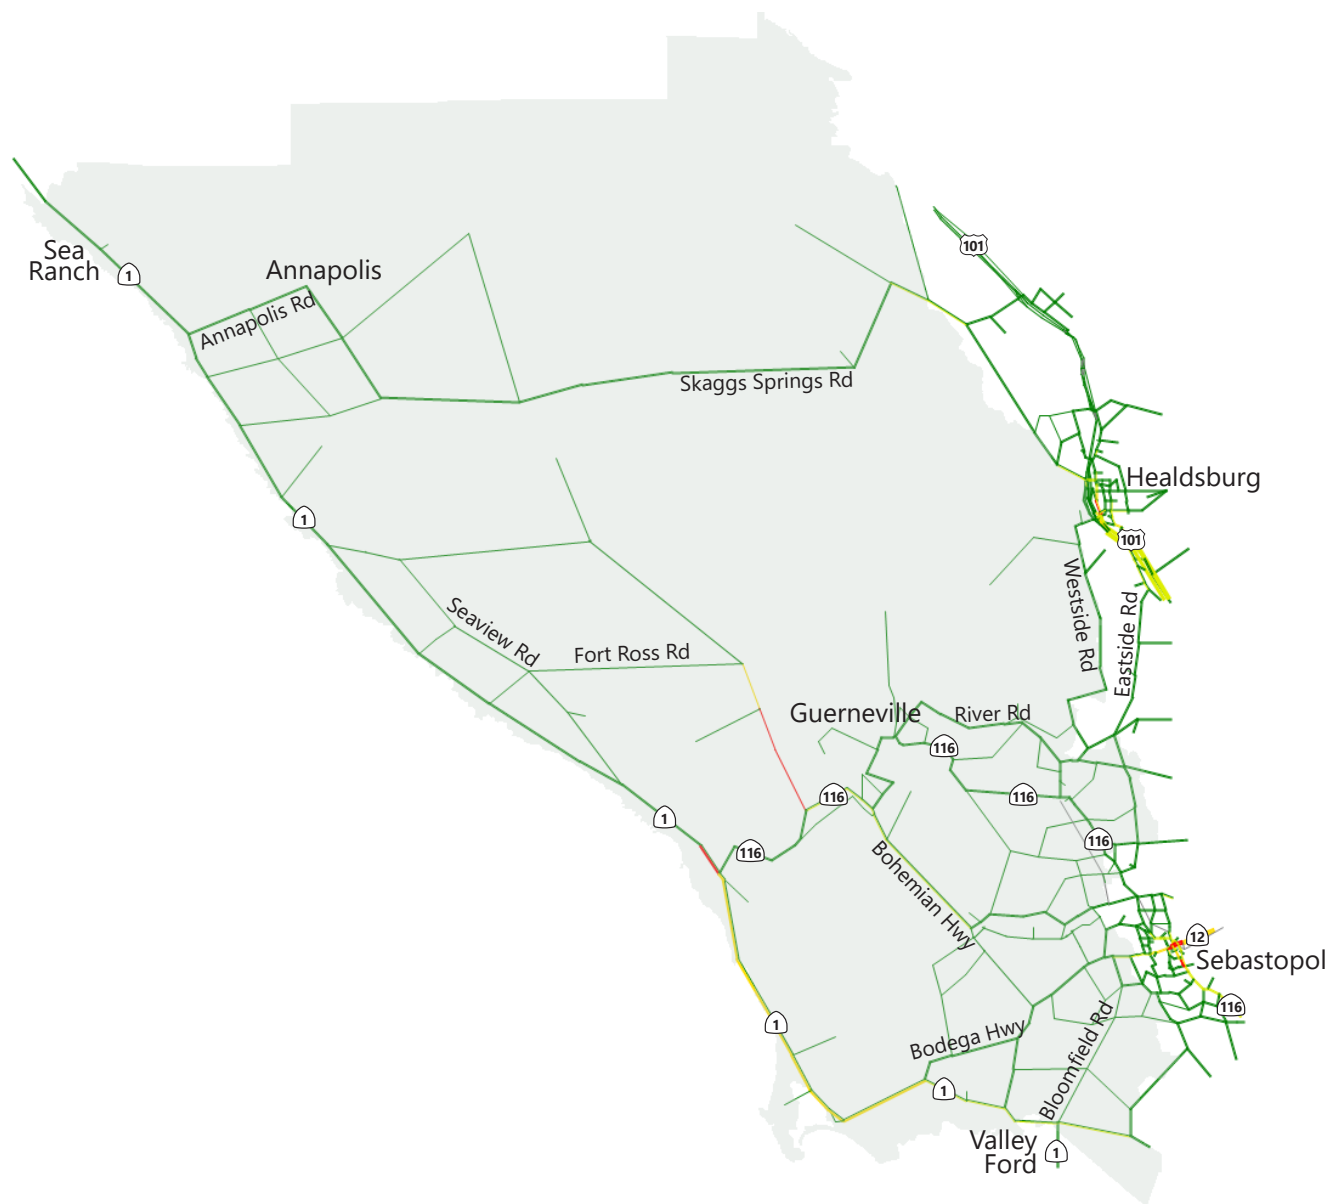 101
Sea
Ranch
1
Annapolis
Annapolis Rd
Skaggs Springs Rd
Healdsburg
1
101
Westside Rd
Eastside Rd
Seaview Rd
Fort Ross Rd
Guerneville
River Rd
116
116
116
1
116
116
Bohemian Hwy
12
Sebastopol
116
1
Bodega Hwy
Bloomfield Rd
1
Valley
Ford
1